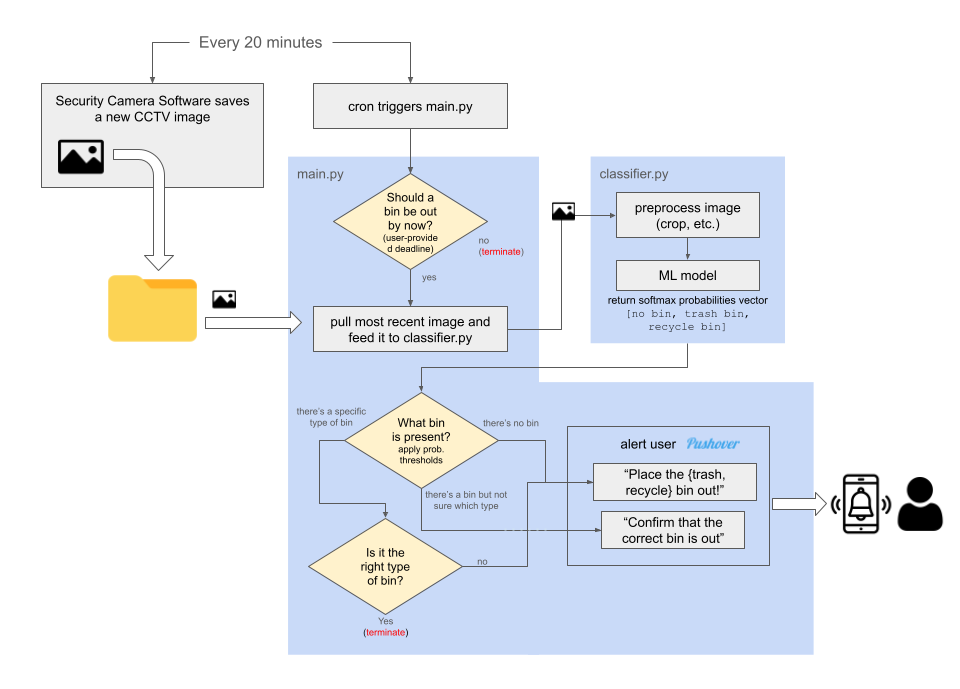 Every 20 minutes
Security Camera Software saves
a new CCTV image
cron triggers main.py
main.py
Should a
bin be out
by now?
(user-provide
d deadline)
no
(terminate)
yes
pull most recent image and
feed it to classifier.py
classifier.py
preprocess image
(crop, etc.)
ML model
return softmax probabilities vector
[no bin, trash bin,
recycle bin]
there's a specific
type of bin
What bin
is present?
apply prob.
thresholds
there's no bin
there's a bin but not
sure which type
Is it the
right type
of bin?
no
Yes
(terminate)
alert user Pushover
“Place the {trash,
recycle} bin out!”
“Confirm that the
correct bin is out”